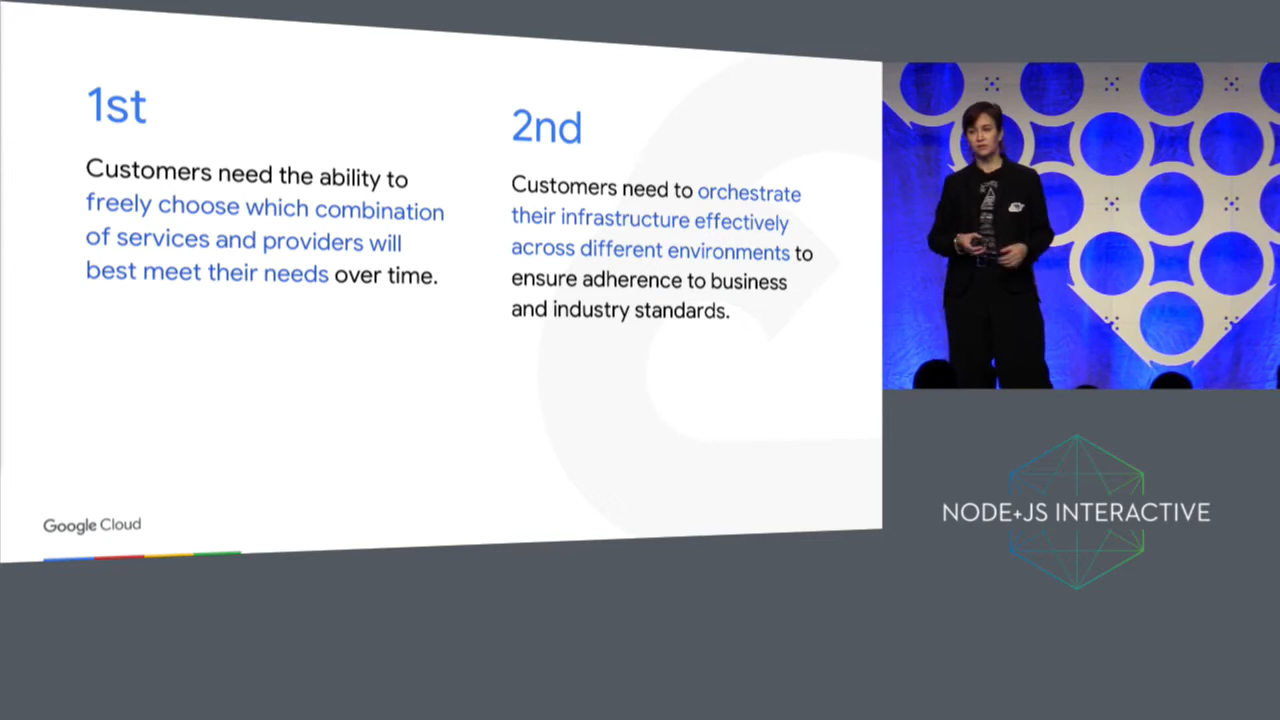 1st
Customers need the ability to
freely choose which combination
of services and providers will
best meet their needs over time.
2nd
Customers need to orchestrate
their infrastructure effectively
across different environments to
ensure adherence to business
and industry standards.
Google Cloud
NODE+JS INTERACTIVE